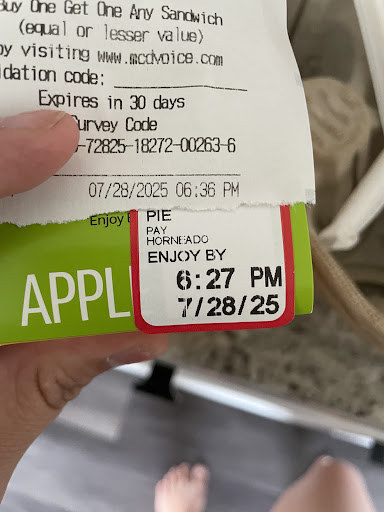 Buy One Get One Any Sandwich
(equal or lesser value)
by visiting www.mcdvoice.com
idation code:
Expires in 30 days
Survey Code
-72825-18272-00263-6
07/28/2025 06:36 PM
Enjoy
PIE
PAY
HORNEADO
ENJOY BY
6:27 PM
7/28/25
APPL